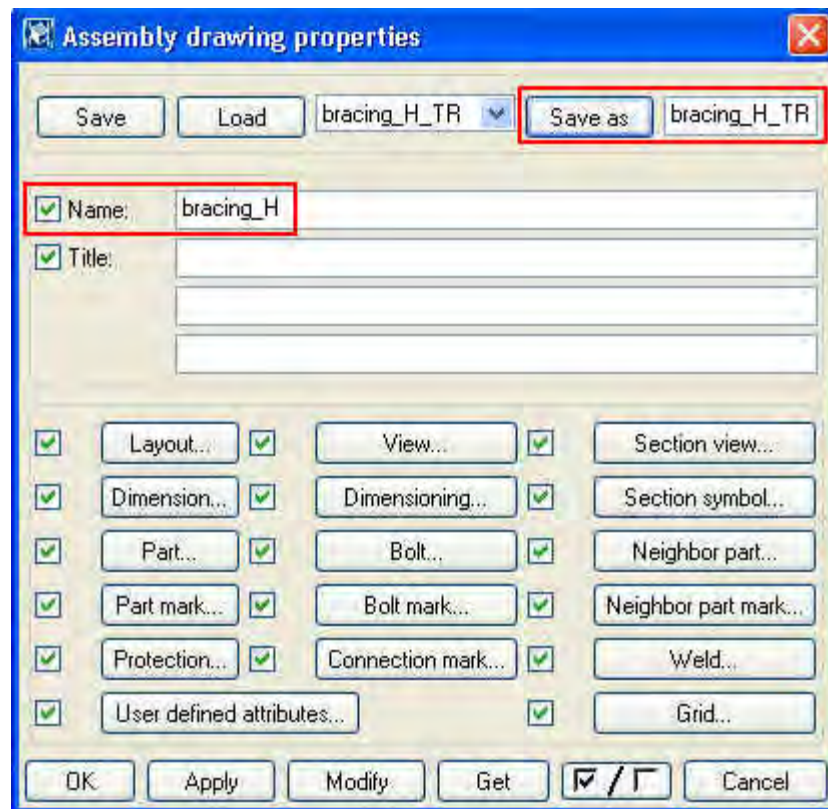 Assembly drawing properties
Save Load bracing_H_TR Save as bracing_H_TR
Name: bracing_H
Title:
Layout... View... Section view...
Dimension... Dimensioning... Section symbol...
Part... Bolt... Neighbor part...
Part mark... Bolt mark... Neighbor part mark...
Protection... Connection mark... Weld...
User defined attributes... Grid...
OK Apply Modify Get / Cancel